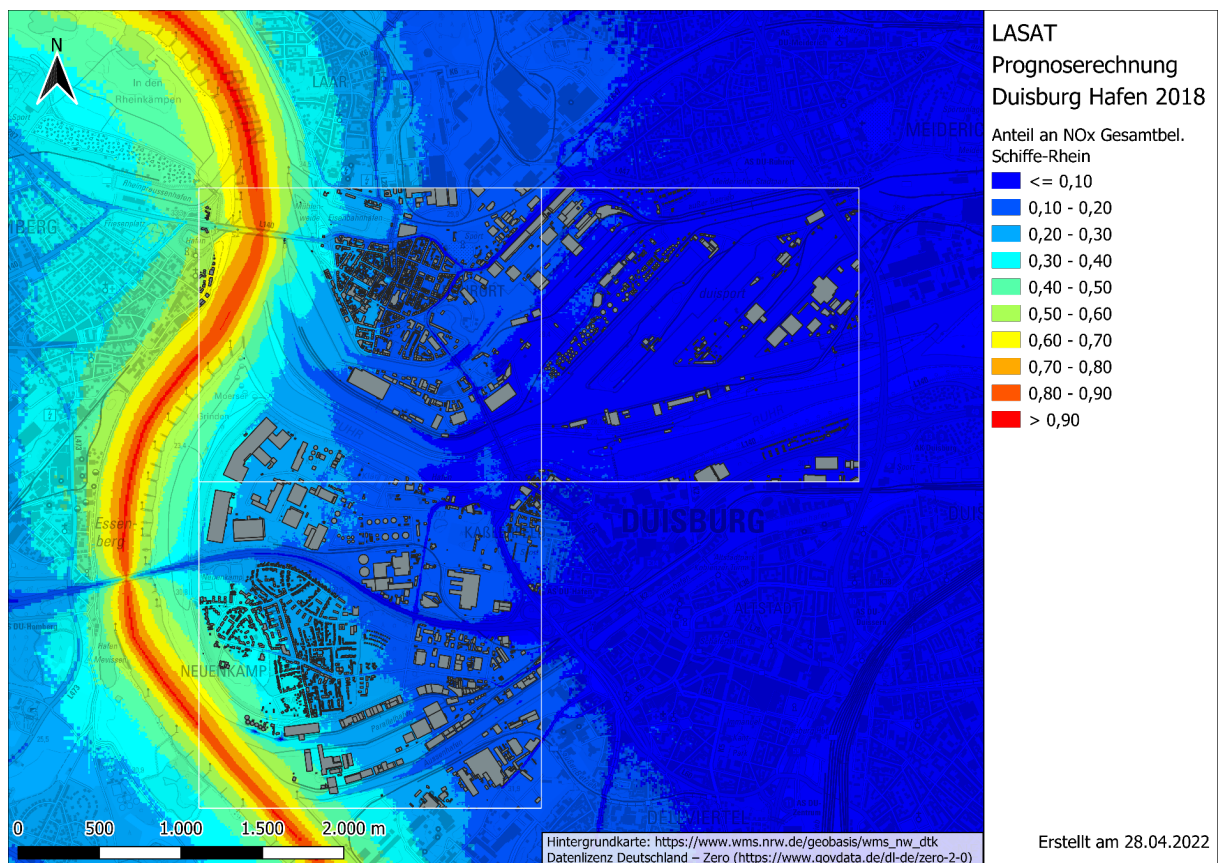 LASAT
Prognoserechnung
Duisburg Hafen 2018
Anteil an NOx Gesamtbel.
Schiffe-Rhein
<= 0,10
0,10 - 0,20
0,20 - 0,30
0,30 - 0,40
0,40 - 0,50
0,50 - 0,60
0,60 - 0,70
0,70 - 0,80
0,80 - 0,90
> 0,90
Erstellt am 28.04.2022
N
In den
Rheinkämpen
LAAR
Rheinpreussenhafen
Essen-
berg
DUISBURG
NEUENKAMP
Hafen
0 500 1.000 1.500 2.000 m
Hintergrundkarte: https://www.wms.nrw.de/geobasis/wms_nw_dtk
Datenlizenz Deutschland – Zero (https://www.govdata.de/dl-de/zero-2-0)